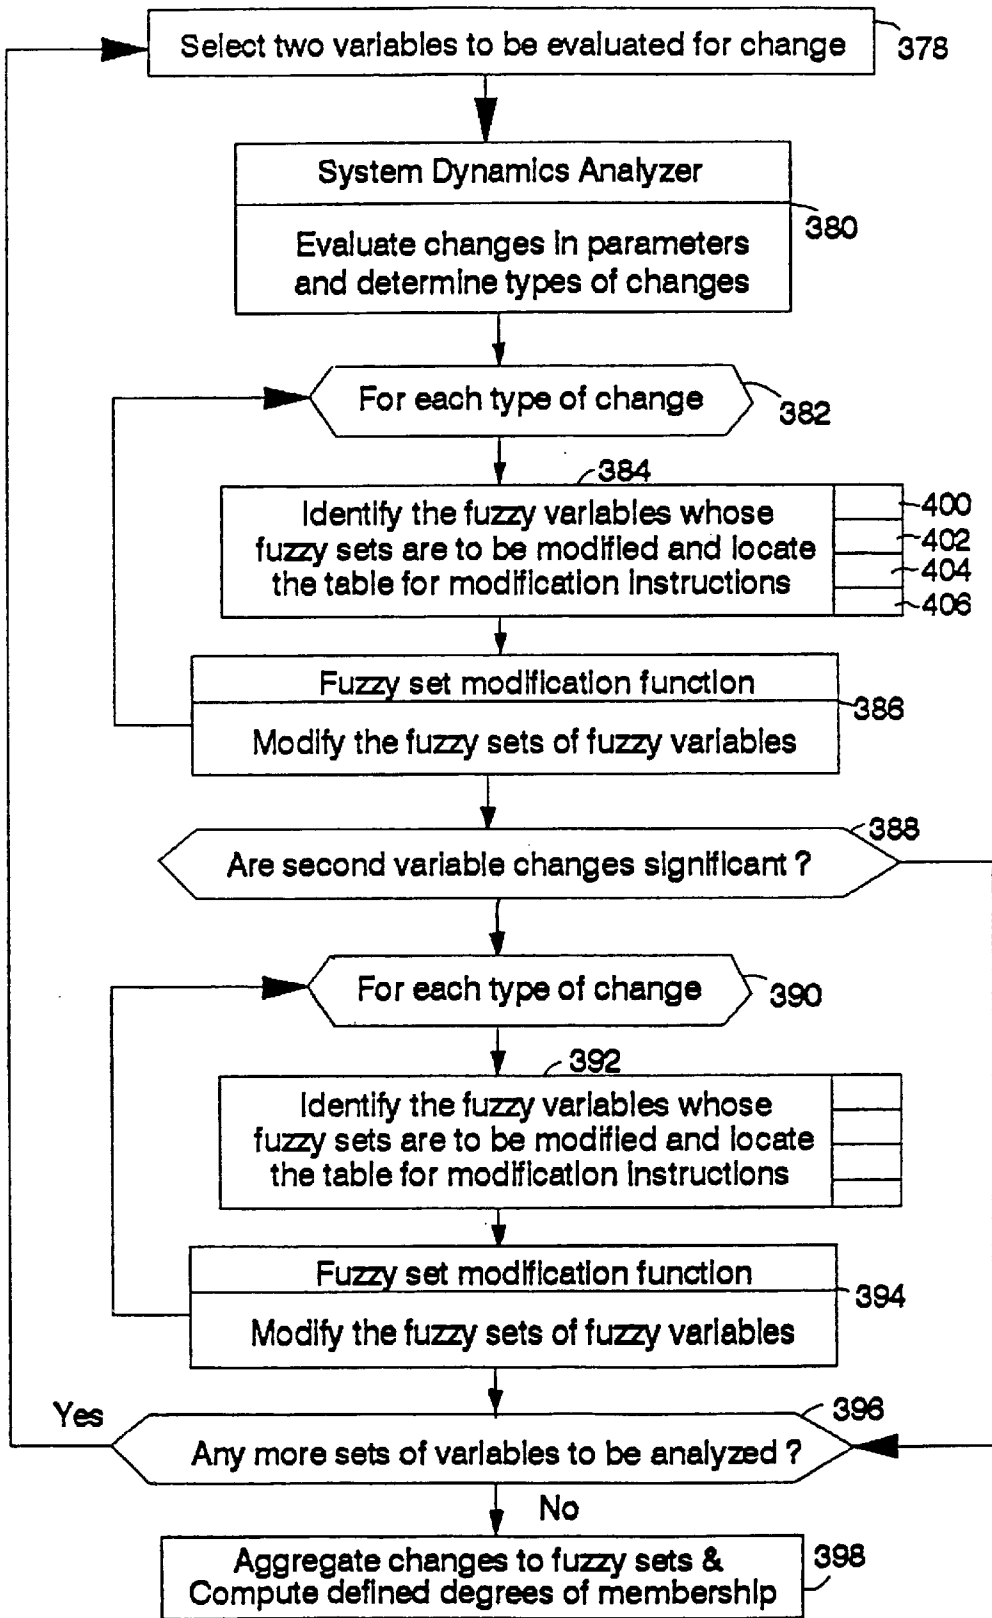 Select two variables to be evaluated for change
378
System Dynamics Analyzer
380
Evaluate changes in parameters
and determine types of changes
For each type of change
382
384
Identify the fuzzy variables whose
fuzzy sets are to be modified and locate
the table for modification instructions
400
402
404
406
Fuzzy set modification function
386
Modify the fuzzy sets of fuzzy variables
388
Are second variable changes significant ?
For each type of change
390
392
Identify the fuzzy variables whose
fuzzy sets are to be modified and locate
the table for modification instructions
Fuzzy set modification function
394
Modify the fuzzy sets of fuzzy variables
Yes
396
Any more sets of variables to be analyzed ?
No
Aggregate changes to fuzzy sets &
Compute defined degrees of membership
398